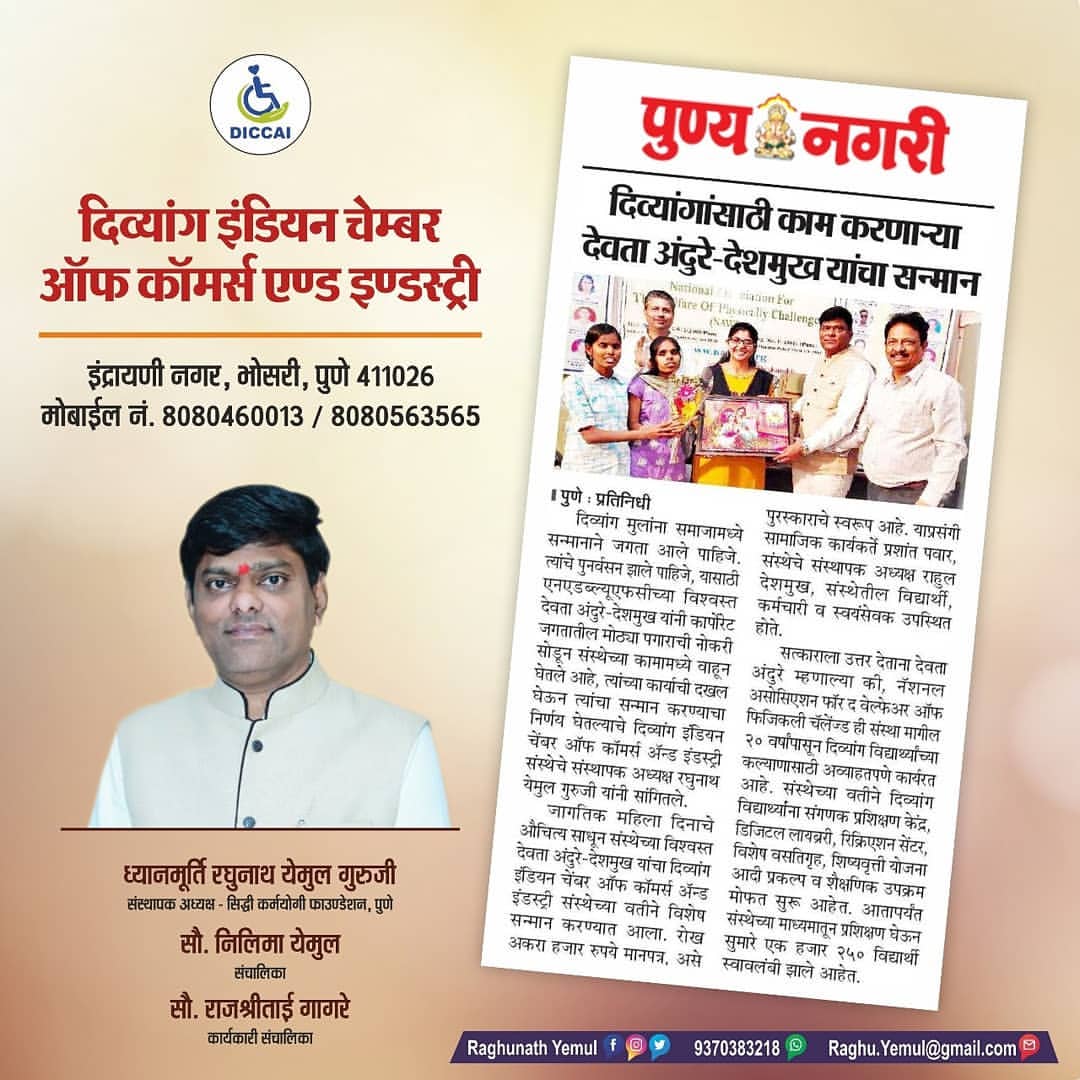 DICCAI
दिव्यांग इंडियन चेम्बर
ऑफ कॉमर्स एण्ड इण्डस्ट्री
इंद्रायणी नगर, भोसरी, पुणे 411026
मोबाईल नं. 8080460013 / 8080563565
ध्यानमूर्ति रघुनाथ येमुल गुरुजी
संस्थापक अध्यक्ष - सिद्धी कर्मयोगी फाउण्डेशन, पुणे
सौ. निलिमा येमुल
संचालिका
सौ. राजश्रीताई गागरे
कार्यकारी संचालिका
पुण्य नगरी
दिव्यांगांसाठी काम करणाऱ्या
देवता अंदुरे-देशमुख यांचा सन्मान
National For
Of Physically
पुणे : प्रतिनिधी
दिव्यांग मुलांना समाजामध्ये
सन्मानाने जगता आले पाहिजे.
त्यांचे पुनर्वसन झाले पाहिजे, यासाठी
एनएडब्ल्यूएफसीच्या विश्वस्त
देवता अंदुरे-देशमुख यांनी कार्पोरेट
जगतातील मोठ्या पगाराची नोकरी
सोडून संस्थेच्या कामामध्ये वाहून
घेतले आहे, त्यांच्या कार्याची दखल
घेऊन त्यांचा सन्मान करण्याचा
निर्णय घेतल्याचे दिव्यांग इंडियन
चेंबर ऑफ कॉमर्स ॲन्ड इंडस्ट्री
संस्थेचे संस्थापक अध्यक्ष रघुनाथ
येमुल गुरुजी यांनी सांगितले.
जागतिक महिला दिनाचे
औचित्य साधून संस्थेच्या विश्वस्त
देवता अंदुरे-देशमुख यांचा दिव्यांग
इंडियन चेंबर ऑफ कॉमर्स ॲन्ड
इंडस्ट्री संस्थेच्या वतीने विशेष
सन्मान करण्यात आला. रोख
अकरा हजार रुपये मानपत्र, असे
पुरस्काराचे स्वरूप आहे. याप्रसंगी
सामाजिक कार्यकर्ते प्रशांत पवार,
संस्थेचे संस्थापक अध्यक्ष राहुल
देशमुख, संस्थेतील विद्यार्थी,
कर्मचारी व स्वयंसेवक उपस्थित
होते.
सत्काराला उत्तर देताना देवता
अंदुरे म्हणाल्या की, नॅशनल
असोसिएशन फॉर द वेल्फेअर ऑफ
फिजिकली चॅलेंज्ड ही संस्था मागील
२० वर्षांपासून दिव्यांग विद्यार्थ्यांच्या
कल्याणासाठी अव्याहतपणे कार्यरत
आहे. संस्थेच्या वतीने दिव्यांग
विद्यार्थ्यांना संगणक प्रशिक्षण केंद्र,
डिजिटल लायब्ररी, रिक्रिएशन सेंटर,
विशेष वसतिगृह, शिष्यवृत्ती योजना
आदी प्रकल्प व शैक्षणिक उपक्रम
मोफत सुरू आहेत. आतापर्यंत
संस्थेच्या माध्यमातून प्रशिक्षण घेऊन
सुमारे एक हजार २५० विद्यार्थी
स्वावलंबी झाले आहेत.
Raghunath Yemul 9370383218 Raghu.Yemul@gmail.com